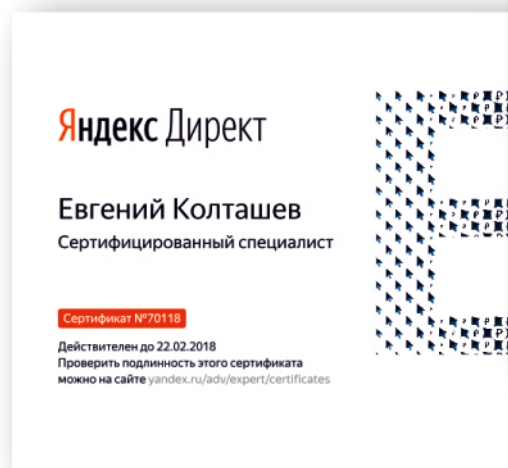 Яндекс Директ
Евгений Колташев
Сертифицированный специалист
Сертификат №70118
Действителен до 22.02.2018
Проверить подлинность этого сертификата
можно на сайте yandex.ru/adv/expert/certificates